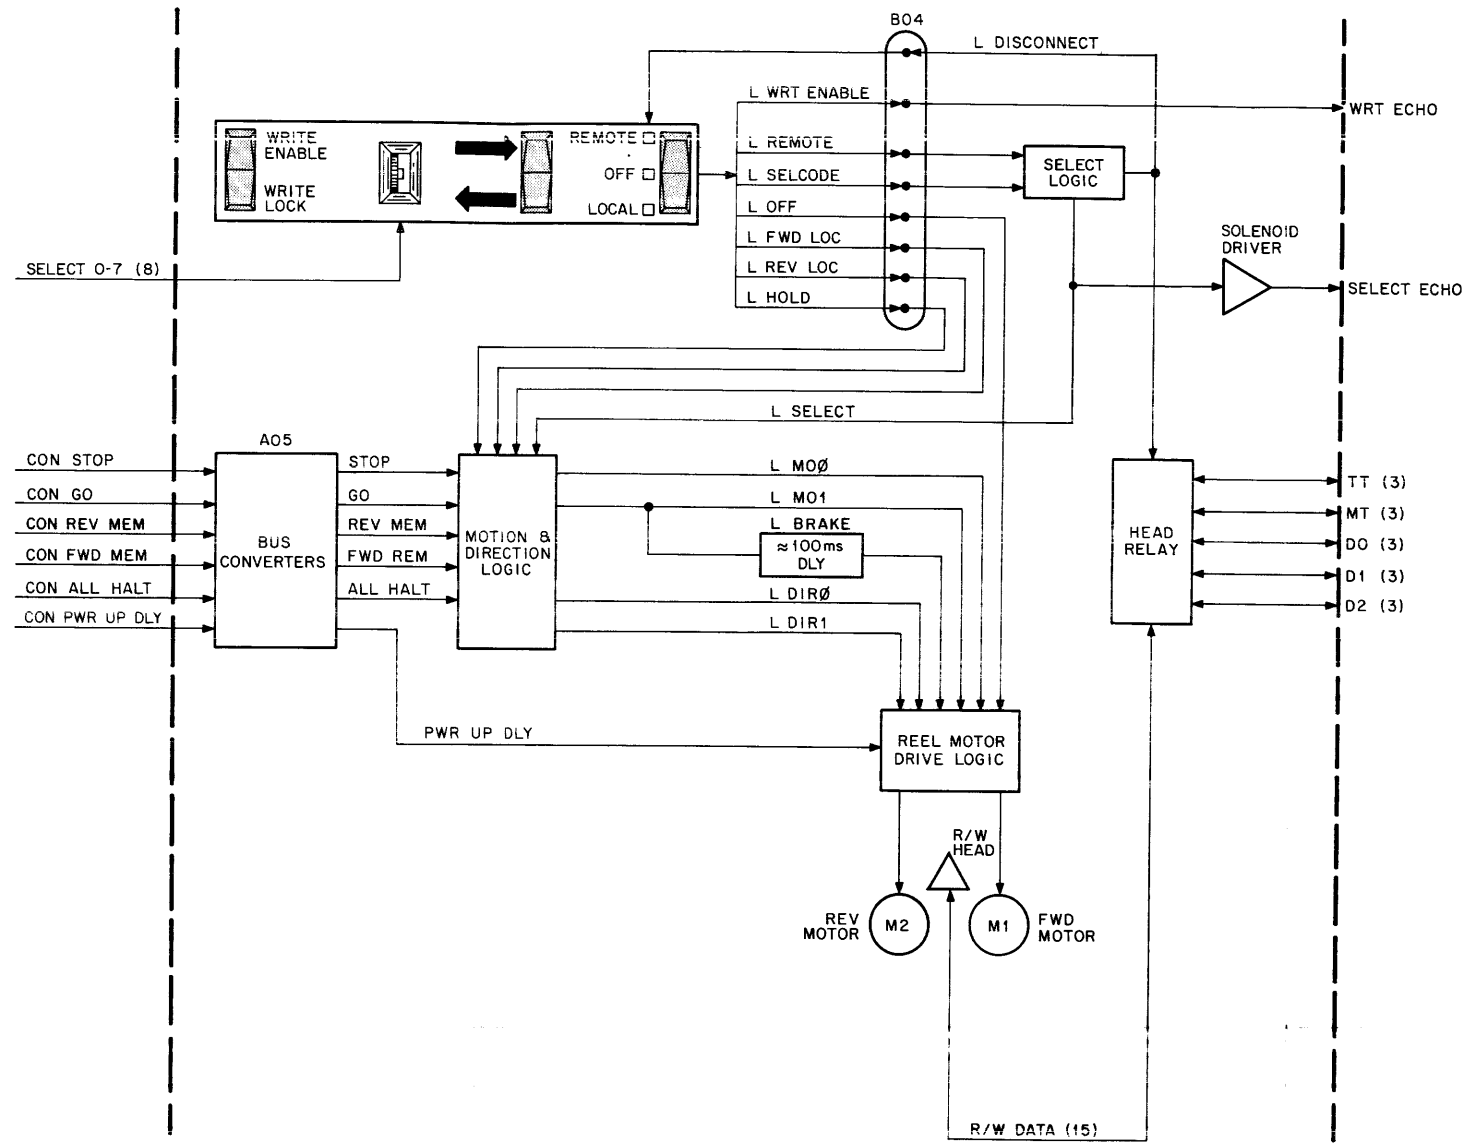 B04
L DISCONNECT
L WRT ENABLE
WRT ECHO
WRITE
ENABLE
WRITE
LOCK
REMOTE
OFF
LOCAL
L REMOTE
L SELCODE
L OFF
L FWD LOC
L REV LOC
L HOLD
SELECT
LOGIC
SOLENOID
DRIVER
SELECT ECHO
SELECT 0-7 (8)
L SELECT
A05
CON STOP
CON GO
CON REV MEM
CON FWD MEM
CON ALL HALT
CON PWR UP DLY
BUS
CONVERTERS
STOP
GO
REV MEM
FWD REM
ALL HALT
MOTION &
DIRECTION
LOGIC
L MOØ
L MO1
L BRAKE
≈100ms
DLY
L DIRØ
L DIR1
HEAD
RELAY
TT (3)
MT (3)
D0 (3)
D1 (3)
D2 (3)
PWR UP DLY
REEL MOTOR
DRIVE LOGIC
R/W
HEAD
REV
MOTOR
M2
M1
FWD
MOTOR
R/W DATA (15)